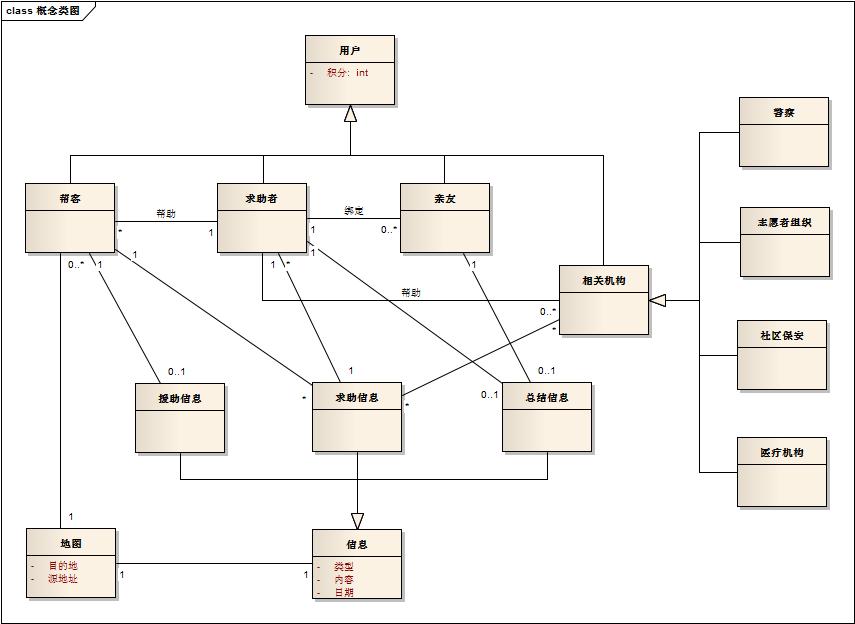 class 概念类图
用户
- 积分: int
警察
帮客
求助者
亲友
帮助
绑定
*
1
1
0..*
志愿者组织
0..*
1
1
1
*
1
1
相关机构
帮助
0..*
*
社区保安
0..1
1
0..1
援助信息
*
求助信息
*
0..1
总结信息
医疗机构
1
地图
- 目的地
- 源地址
1
1
信息
- 类型
- 内容
- 日期